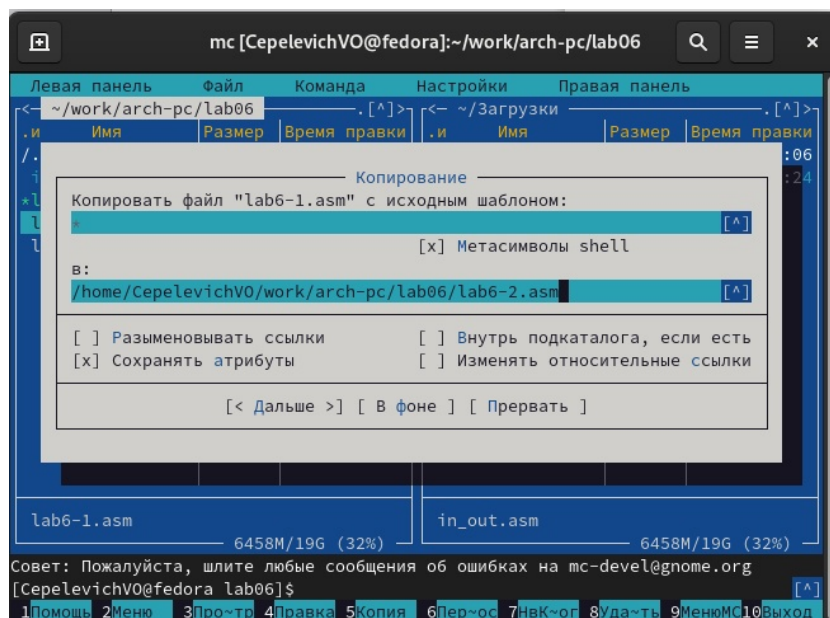 mc [CepelevichVO@fedora]:~/work/arch-pc/lab06
Левая панель Файл Команда Настройки Правая панель
<— ~/work/arch-pc/lab06 —.[^]> <— ~/Загрузки —.[^]>
.и Имя Размер Время правки .и Имя Размер Время правки
/. :06
:24
*l
l
l
Копирование
Копировать файл "lab6-1.asm" с исходным шаблоном:
* [^]
[x] Метасимволы shell
в:
/home/CepelevichVO/work/arch-pc/lab06/lab6-2.asm [^]
[ ] Разыменовывать ссылки [ ] Внутрь подкаталога, если есть
[x] Сохранять атрибуты [ ] Изменять относительные ссылки
[< Дальше >] [ В фоне ] [ Прервать ]
lab6-1.asm in_out.asm
6458M/19G (32%) 6458M/19G (32%)
Совет: Пожалуйста, шлите любые сообщения об ошибках на mc-devel@gnome.org
[CepelevichVO@fedora lab06]$ [^]
1Помощь 2Меню 3Про~тр 4Правка 5Копия 6Пер~ос 7НвК~ог 8Уда~ть 9МенюMC 10Выход